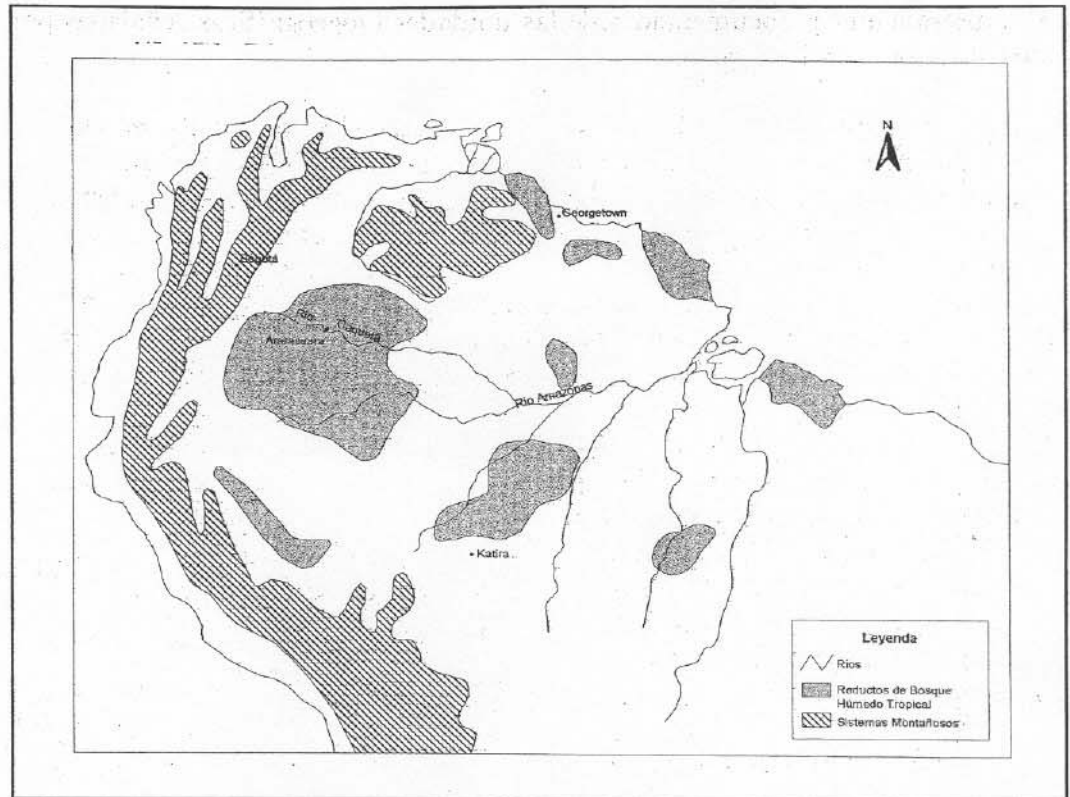 N
Georgetown
Bogotá
Río
Caquetá
Araracuara
Río Amazonas
Katira
Leyenda
Ríos
Reductos de Bosque
Húmedo Tropical
Sistemas Montañosos